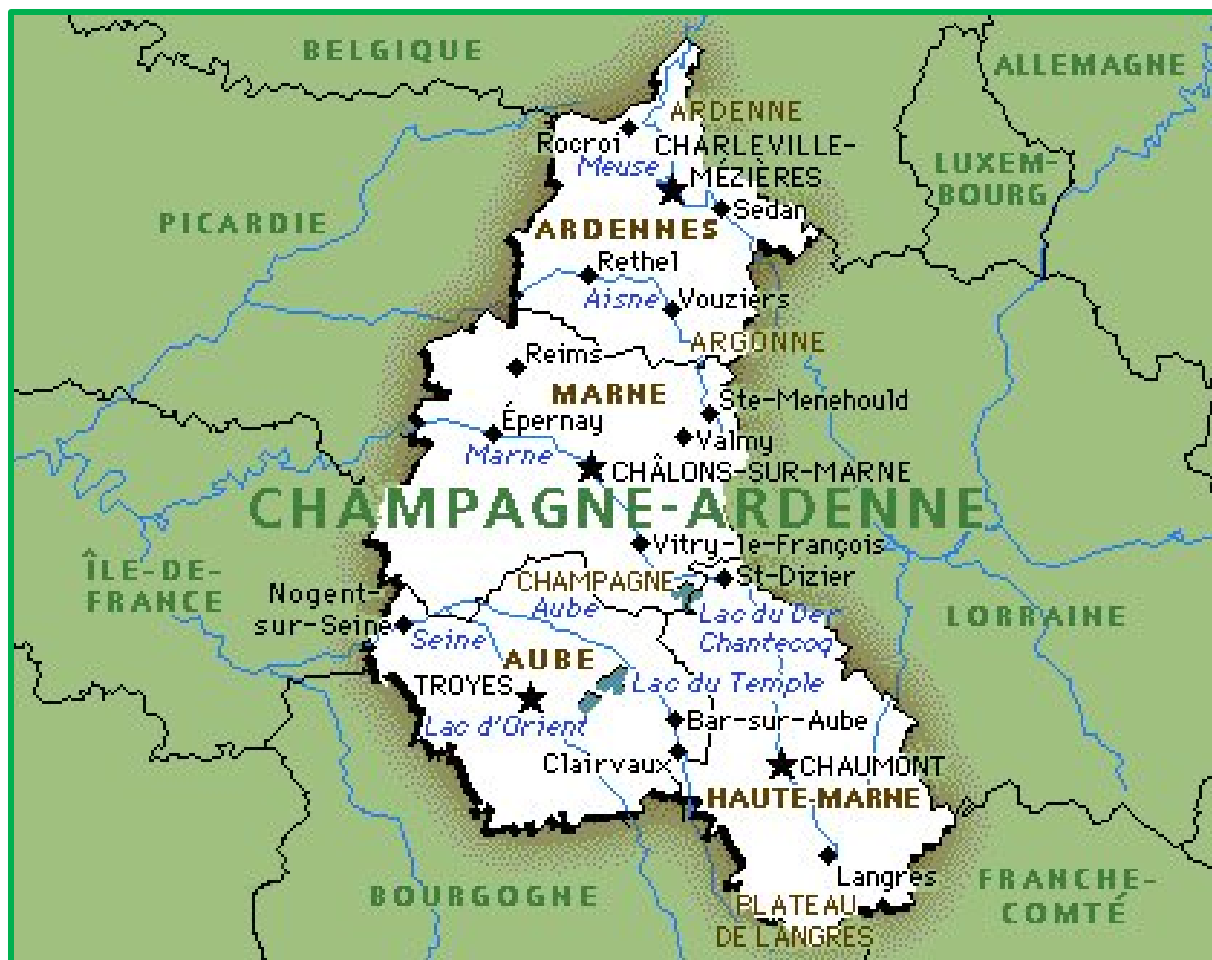 BELGIQUE
ALLEMAGNE
ARDENNE
Rocroi
CHARLEVILLE-
MÉZIÈRES
Meuse
LUXEM-
BOURG
PICARDIE
Sedan
ARDENNES
Rethel
Aisne
Vouziers
ARGONNE
Reims
MARNE
Ste-Menehould
Épernay
Valmy
Marne
CHÂLONS-SUR-MARNE
CHAMPAGNE-ARDENNE
Vitry-le-François
ÎLE-DE-
FRANCE
CHAMPAGNE
St-Dizier
Nogent-
sur-Seine
Aube
Lac du Der
Chantecoq
LORRAINE
Seine
AUBE
TROYES
Lac du Temple
Lac d'Orient
Bar-sur-Aube
Clairvaux
CHAUMONT
HAUTE-MARNE
Langres
BOURGOGNE
FRANCHE-
COMTÉ
PLATEAU
DE LANGRES